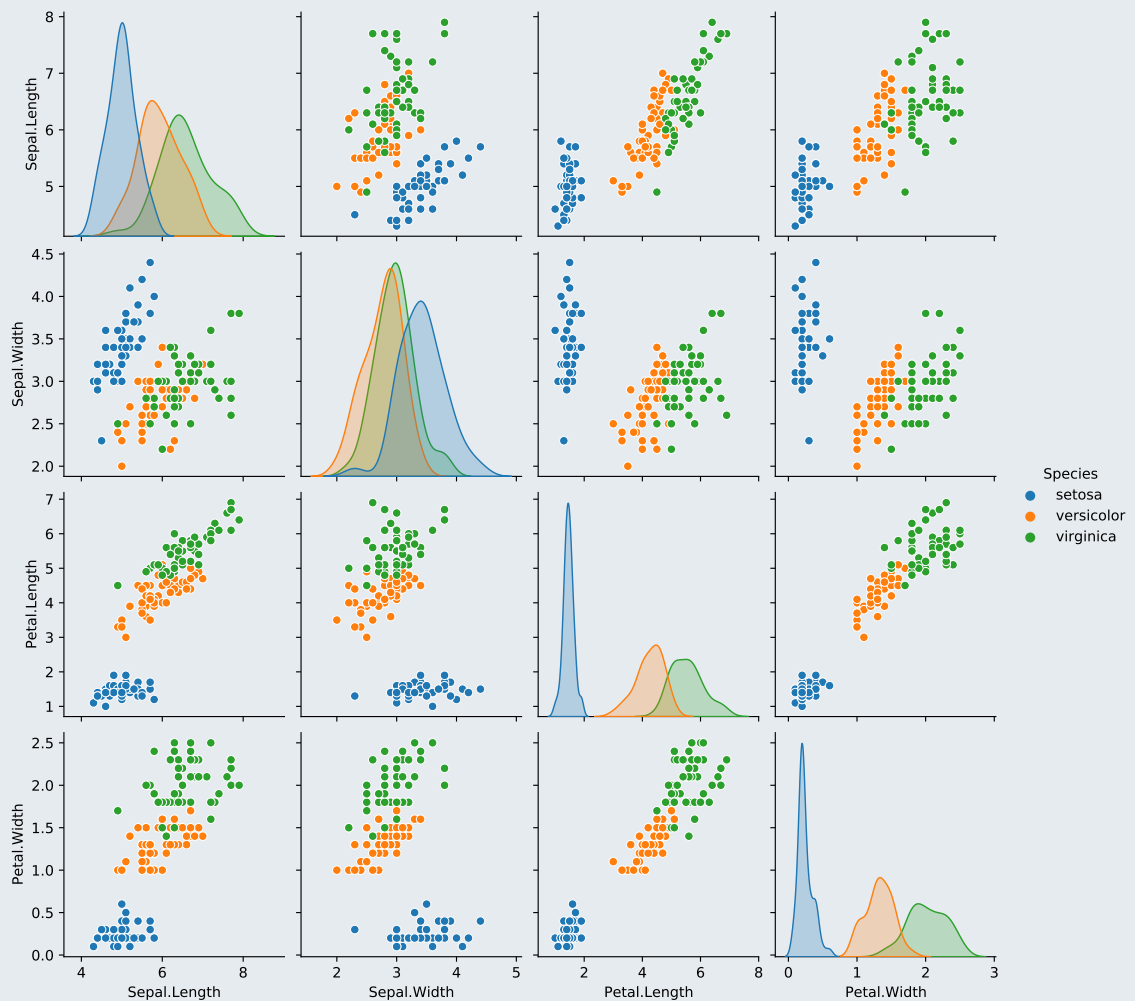 8
7
6
5
Sepal.Length
4.5
4.0
3.5
3.0
2.5
2.0
Sepal.Width
Species
setosa
versicolor
virginica
7
6
5
4
3
2
1
Petal.Length
2.5
2.0
1.5
1.0
0.5
0.0
Petal.Width
4 6 8
Sepal.Length
2 3 4 5
Sepal.Width
2 4 6 8
Petal.Length
0 1 2 3
Petal.Width